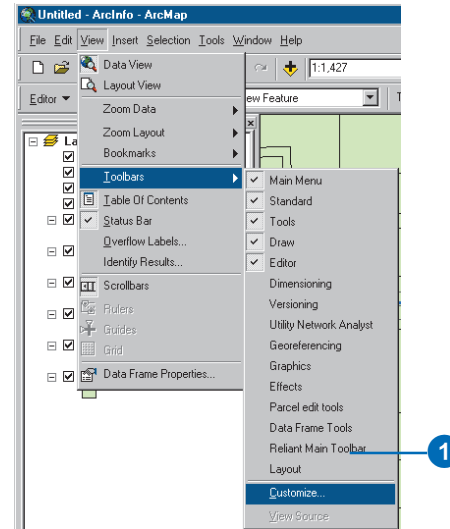 Untitled - ArcInfo - ArcMap
File Edit View Insert Selection Tools Window Help
Data View
1:1,427
Layout View
Editor
ew Feature
T
Zoom Data
Zoom Layout
La
Bookmarks
Toolbars
Main Menu
Table Of Contents
Standard
Status Bar
Tools
Overflow Labels...
Draw
Identify Results...
Editor
Scrollbars
Dimensioning
Rulers
Versioning
Guides
Utility Network Analyst
Grid
Georeferencing
Data Frame Properties...
Graphics
Effects
Parcel edit tools
Data Frame Tools
Reliant Main Toolbar
1
Layout
Customize...
View Source